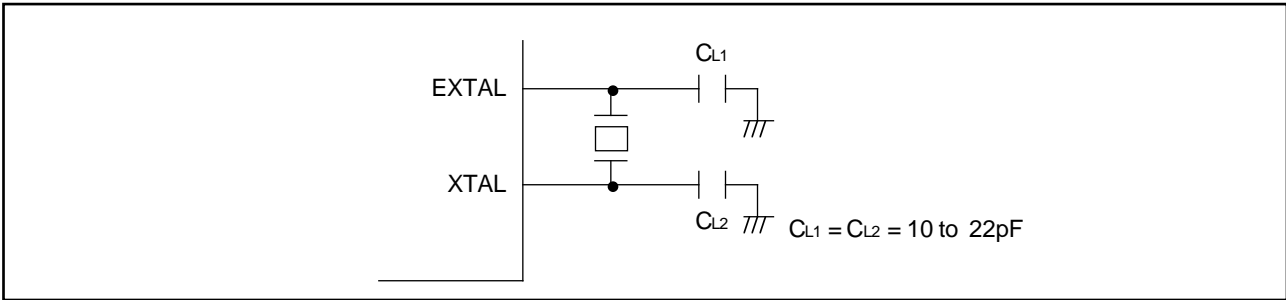 CL1
EXTAL
XTAL
CL2
CL1 = CL2 = 10 to 22pF